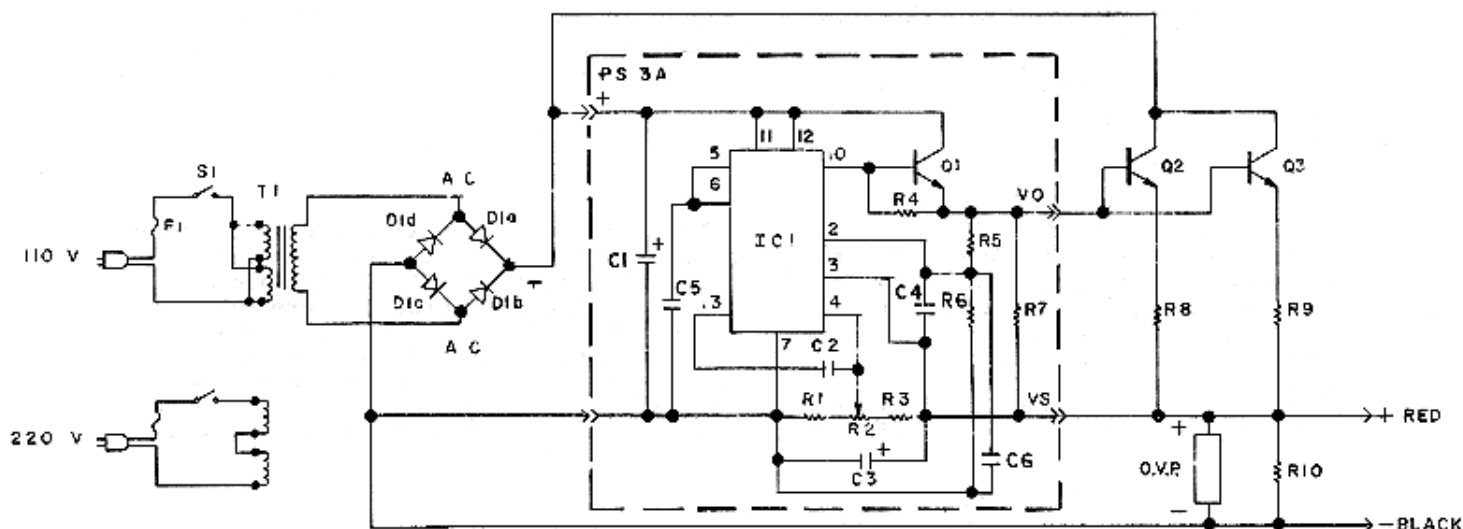 PS 3A
+
11 12
S1 T1 A C
5 10 Q1 Q2 Q3
6
F1 D1d D1a R4 VO
IC1 2 R5
110 V + C1 3
C5 C4 R6
D1c D1b 13 4 R7 R8 R9
A C 7 C2
R1 R3 VS
R2 + RED
220 V + +
C3 C6 O.V.P. R10
-
- BLACK